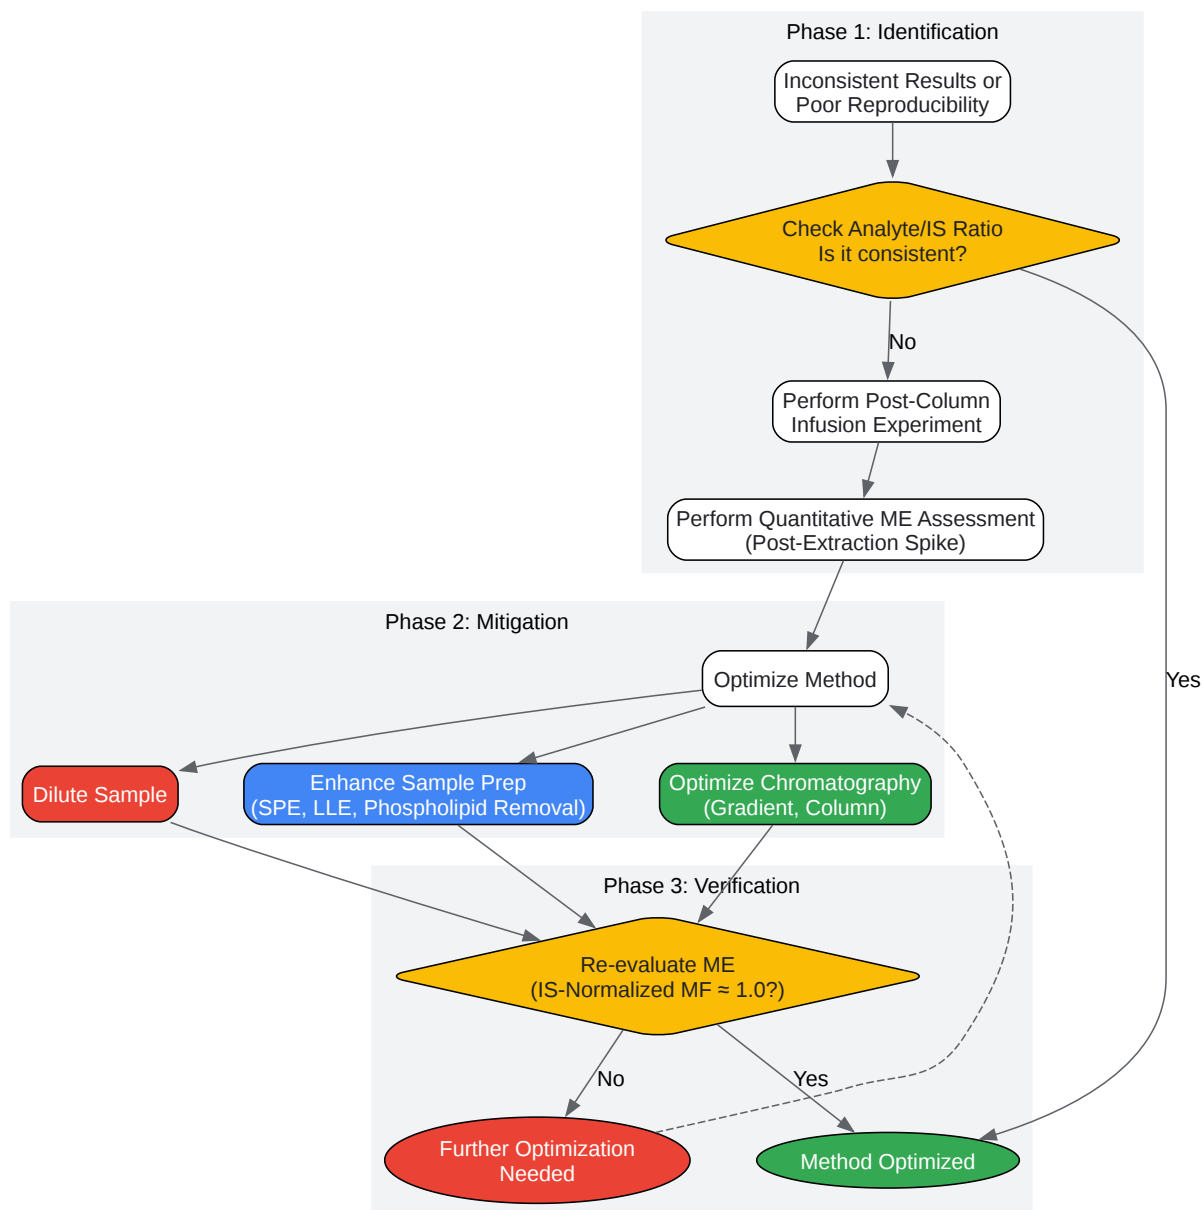 Phase 1: Identification
Inconsistent Results or
Poor Reproducibility
Check Analyte/IS Ratio
Is it consistent?
No
Perform Post-Column
Infusion Experiment
Perform Quantitative ME Assessment
(Post-Extraction Spike)
Phase 2: Mitigation
Optimize Method
Yes
Dilute Sample
Enhance Sample Prep
(SPE, LLE, Phospholipid Removal)
Optimize Chromatography
(Gradient, Column)
Phase 3: Verification
Re-evaluate ME
(IS-Normalized MF ≈ 1.0?)
No
Yes
Further Optimization
Needed
Method Optimized